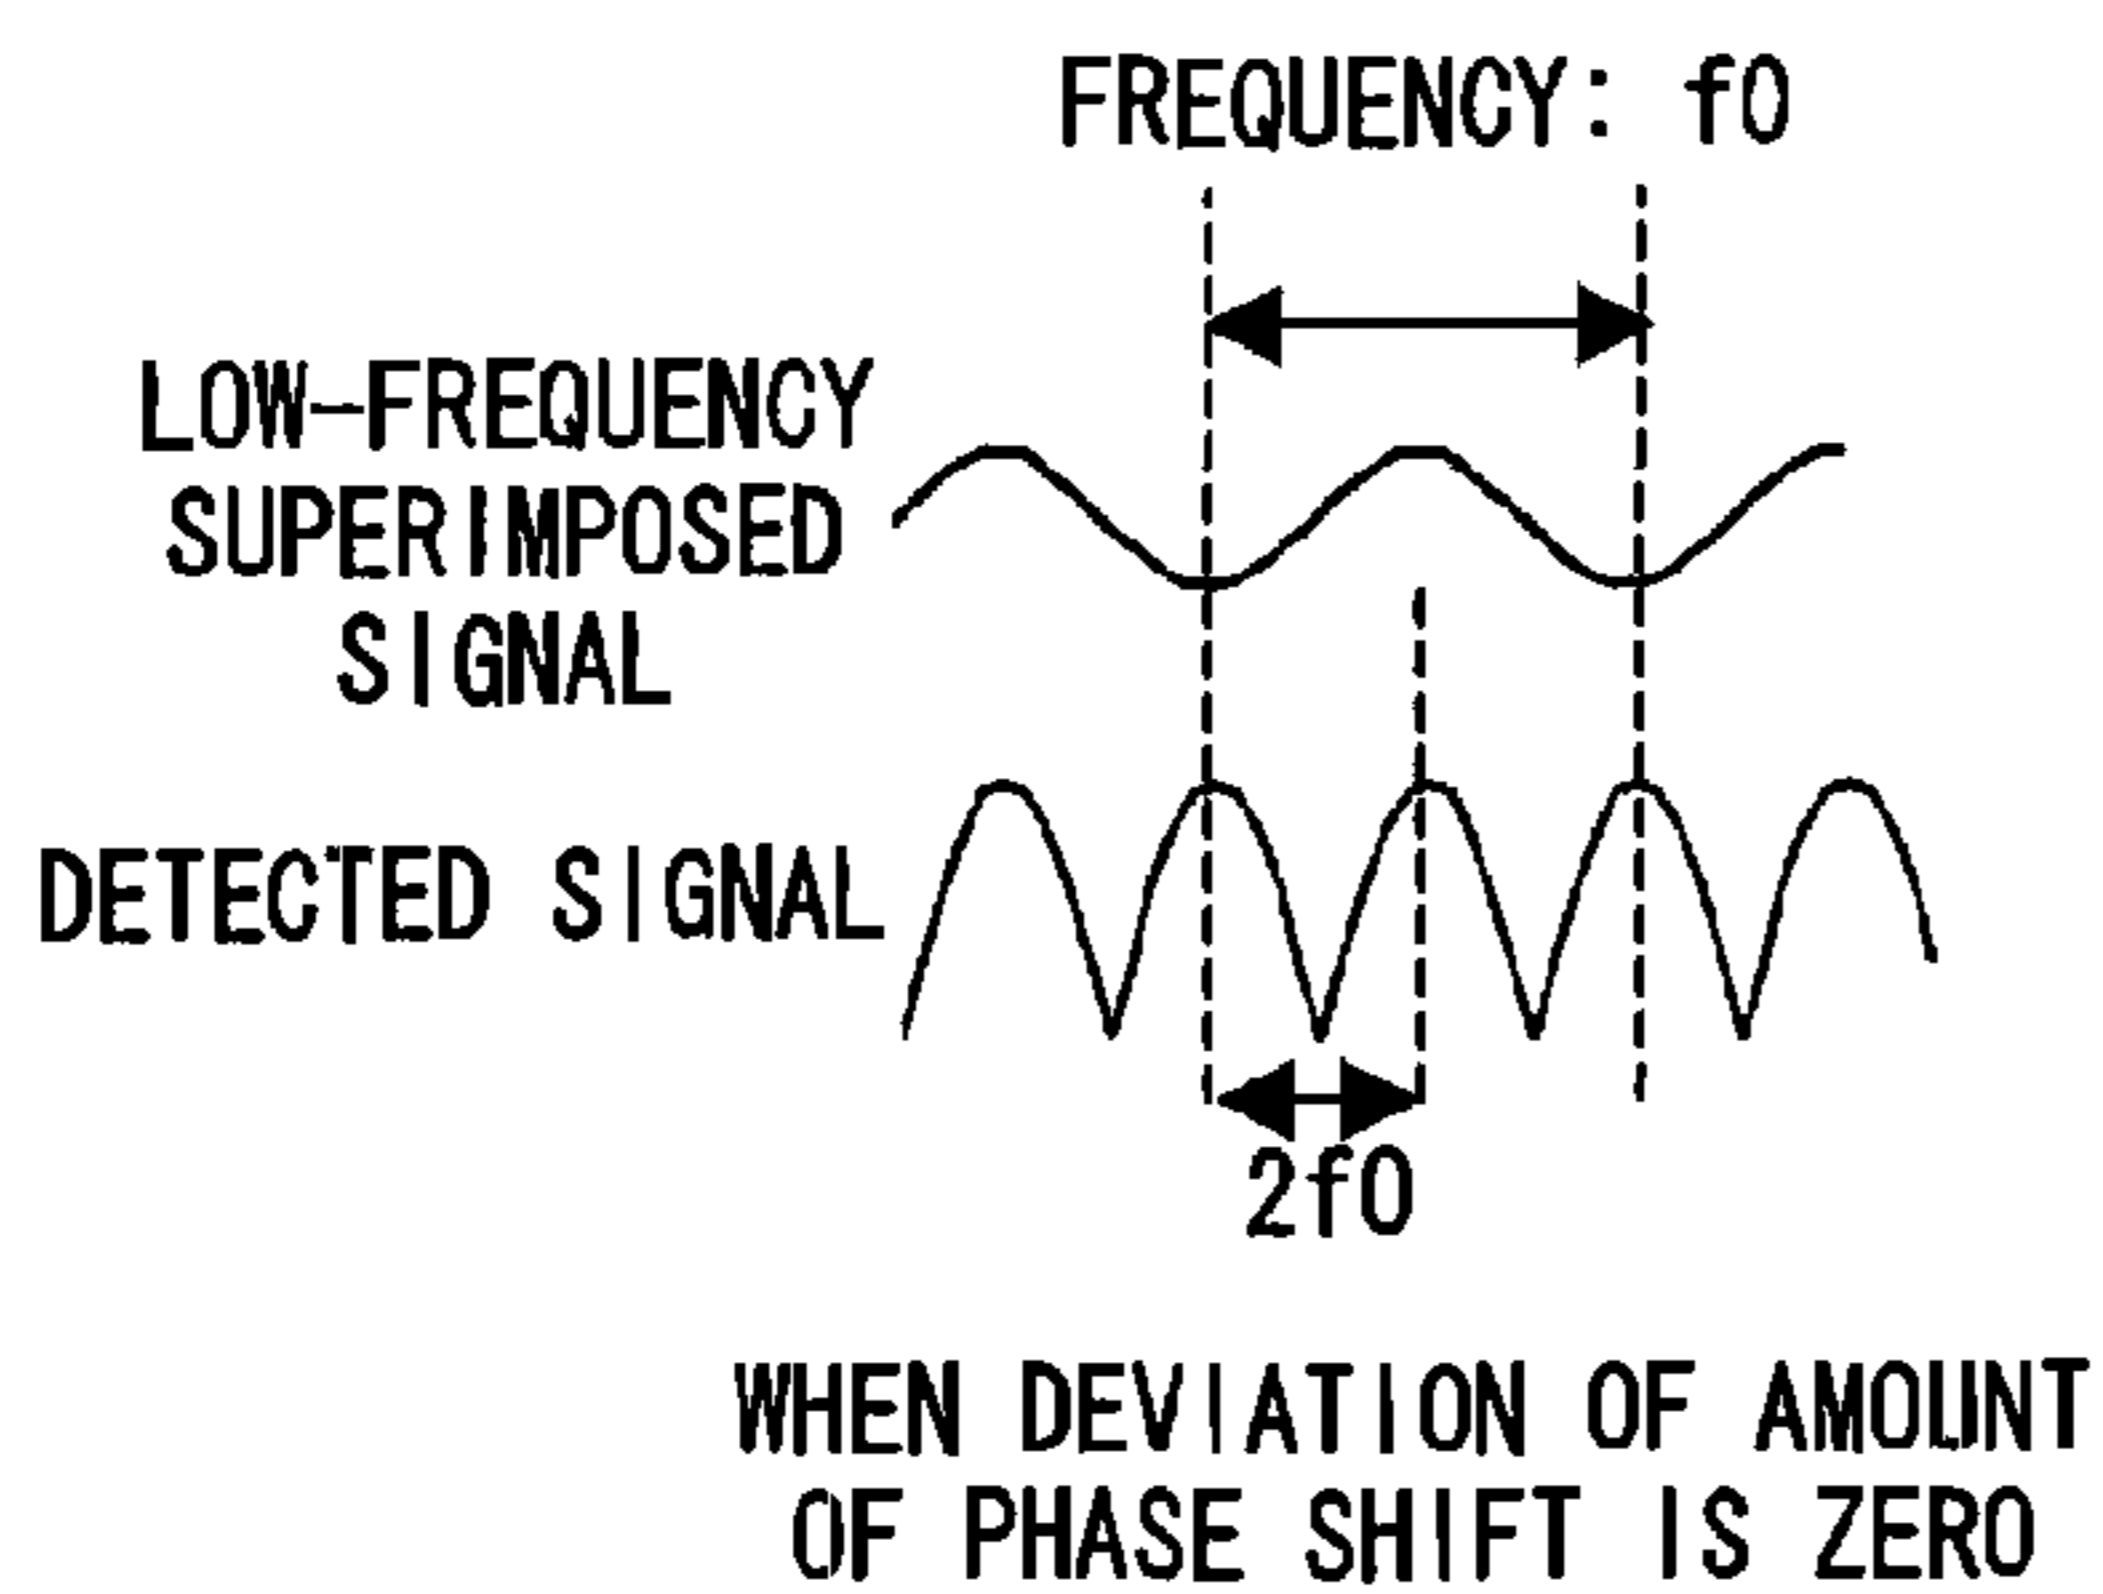 FREQUENCY: f0
LOW-FREQUENCY
SUPERIMPOSED
SIGNAL
DETECTED SIGNAL
2f0
WHEN DEVIATION OF AMOUNT
OF PHASE SHIFT IS ZERO